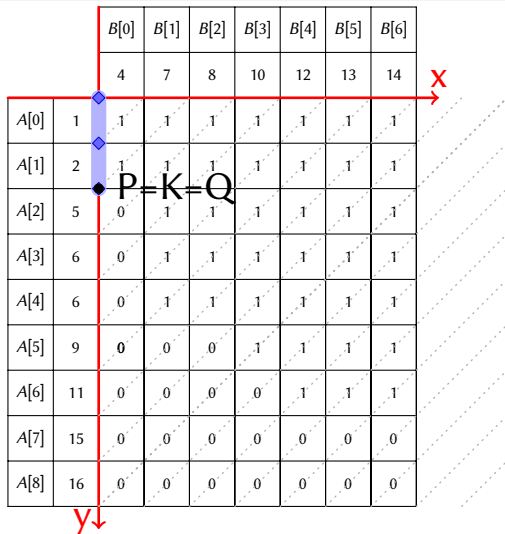 B[0] B[1] B[2] B[3] B[4] B[5] B[6]
4 7 8 10 12 13 14
x
A[0] 1 1 1 1 1 1 1 1
A[1] 2 1 1 1 1 1 1 1
P=K=Q
A[2] 5 0 1 1 1 1 1 1
A[3] 6 0 1 1 1 1 1 1
A[4] 6 0 1 1 1 1 1 1
A[5] 9 0 0 0 1 1 1 1
A[6] 11 0 0 0 0 1 1 1
A[7] 15 0 0 0 0 0 0 0
A[8] 16 0 0 0 0 0 0 0
y